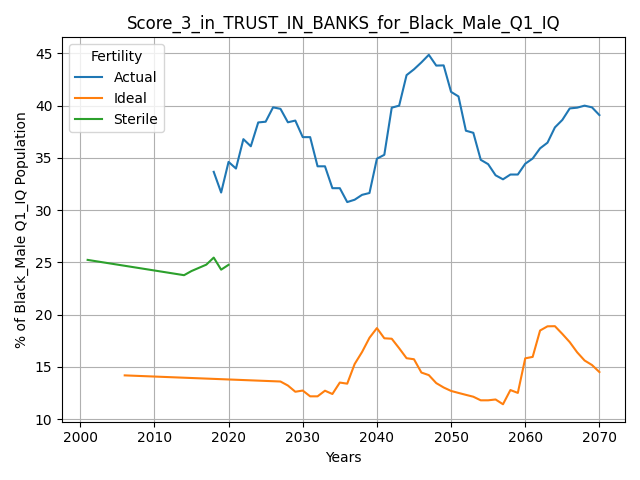 Score_3_in_TRUST_IN_BANKS_for_Black_Male_Q1_IQ
Fertility
Actual
Ideal
Sterile
% of Black_Male Q1_IQ Population
45
40
35
30
25
20
15
10
2000 2010 2020 2030 2040 2050 2060 2070
Years